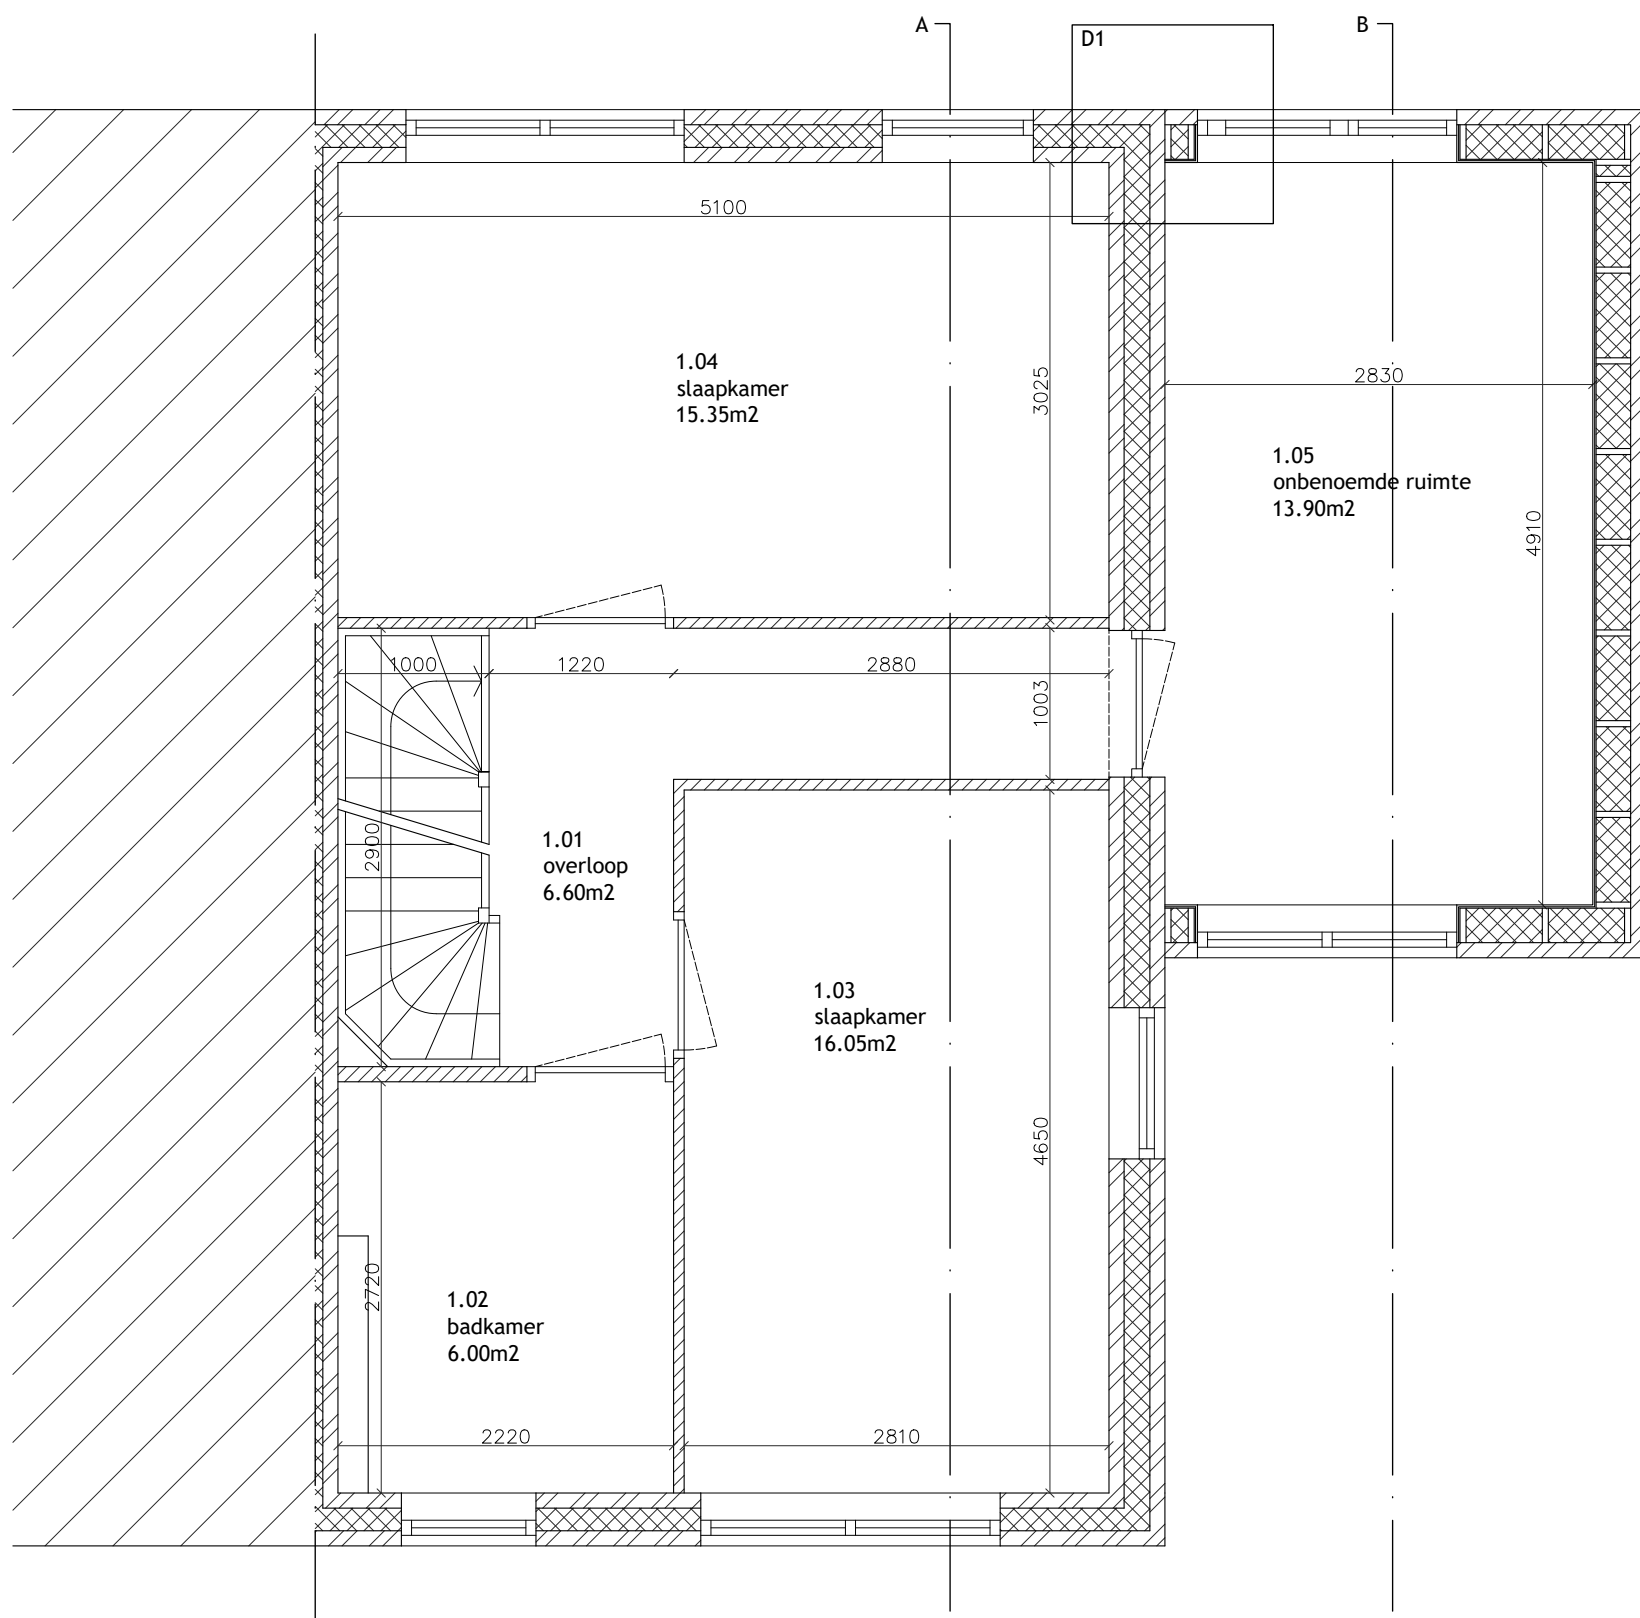 A
D1
B
5100
1.04
slaapkamer
15.35m2
3025
2830
1.05
onbenoemde ruimte
13.90m2
4910
1000
1220
2880
1003
2900
1.01
overloop
6.60m2
1.03
slaapkamer
16.05m2
4650
2720
1.02
badkamer
6.00m2
2220
2810